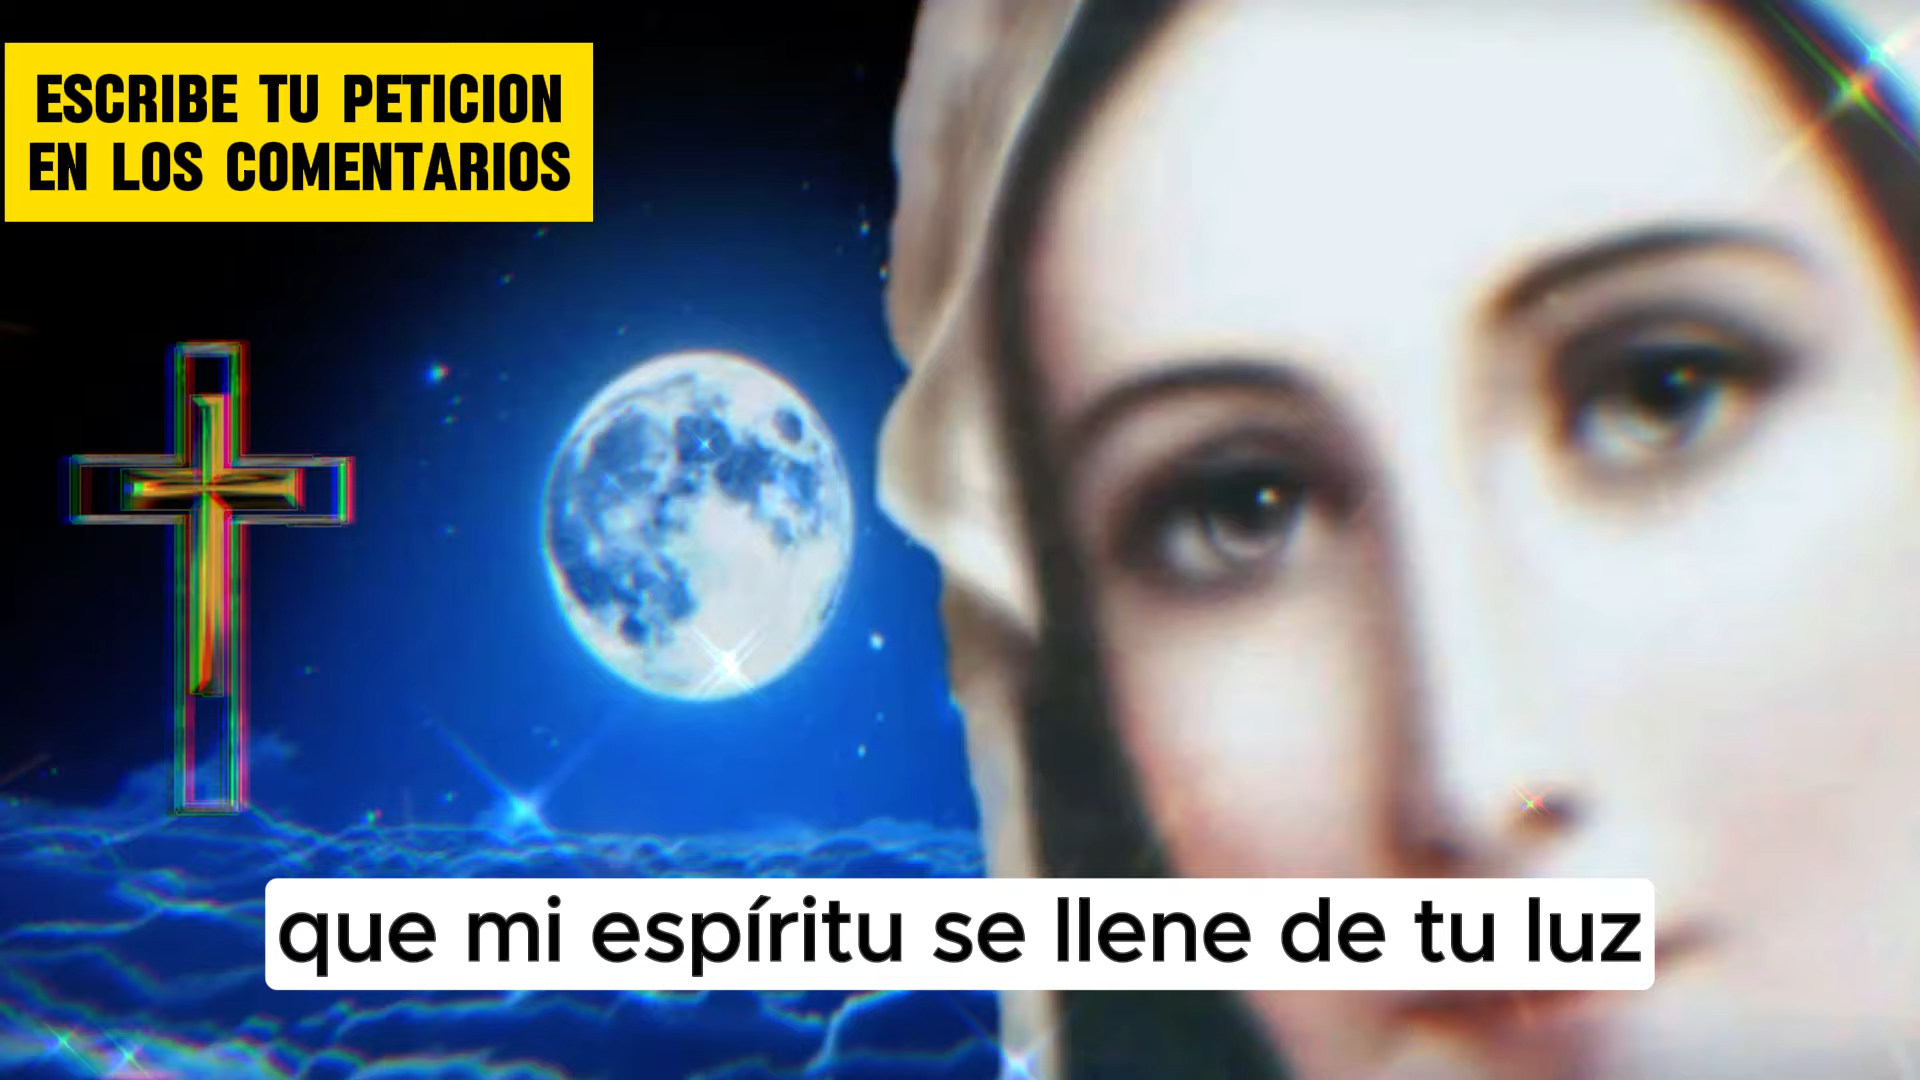 ESCRIBE TU PETICION
EN LOS COMENTARIOS
que mi espíritu se llene de tu luz